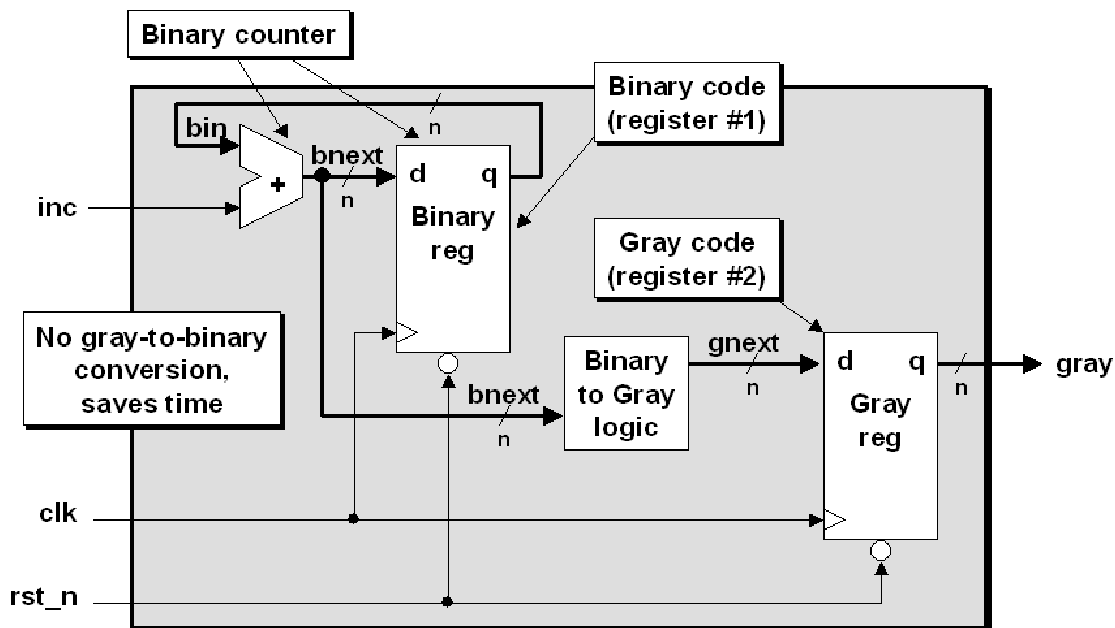 Binary counter
Binary code
(register #1)
n
bin
bnext
n
d q
+
inc
Binary
reg
Gray code
(register #2)
No gray-to-binary
conversion,
saves time
Binary
to Gray
logic
gnext
n
d q
n
gray
Gray
reg
bnext
n
clk
rst_n